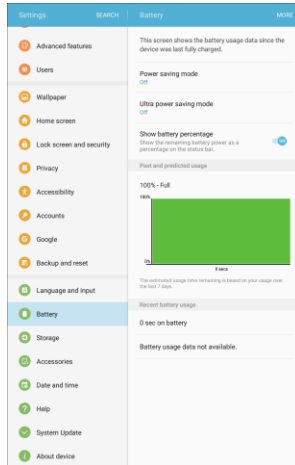 Settings
SEARCH
Advanced features
Users
Wallpaper
Home screen
Lock screen and security
Privacy
Accessibility
Accounts
Google
Backup and reset
Language and input
Battery
Storage
Accessories
Date and time
Help
System Update
About device
Battery
MORE
This screen shows the battery usage data since the
device was last fully charged.
Power saving mode
Off
Ultra power saving mode
Off
Show battery percentage
Show the remaining battery power as a
percentage on the status bar.
ON
Past and predicted usage
100% - Full
100%
0%
5 secs
The estimated usage time remaining is based on your usage over
the last 7 days.
Recent battery usage
0 sec on battery
Battery usage data not available.